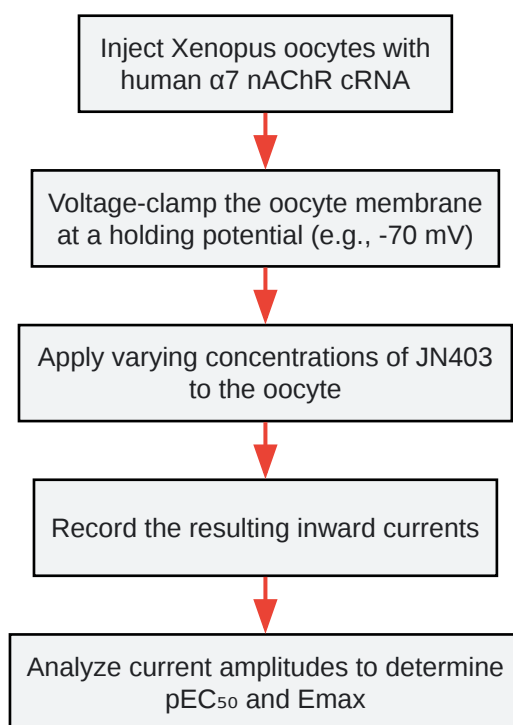 Inject Xenopus oocytes with
human α7 nAChR cRNA
Voltage-clamp the oocyte membrane
at a holding potential (e.g., -70 mV)
Apply varying concentrations of JN403
to the oocyte
Record the resulting inward currents
Analyze current amplitudes to determine
pEC₅₀ and Emax